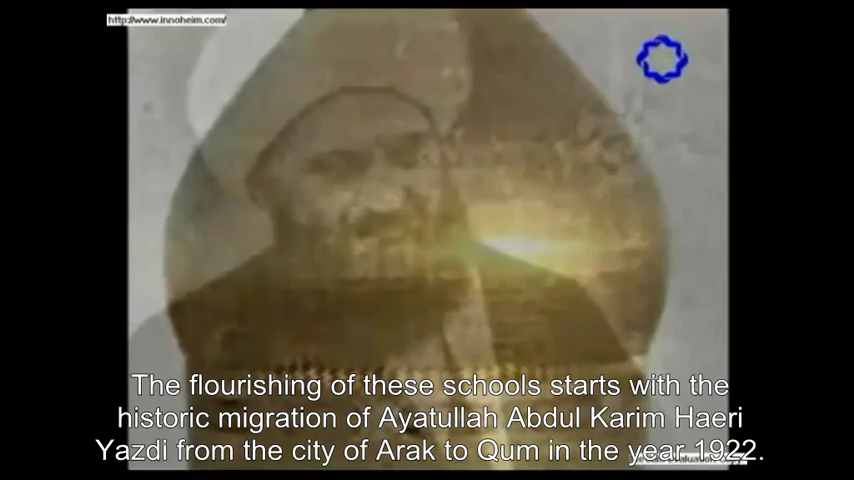 http://www.innoheim.com/
The flourishing of these schools starts with the
historic migration of Ayatullah Abdul Karim Haeri
Yazdi from the city of Arak to Qum in the year 1922.